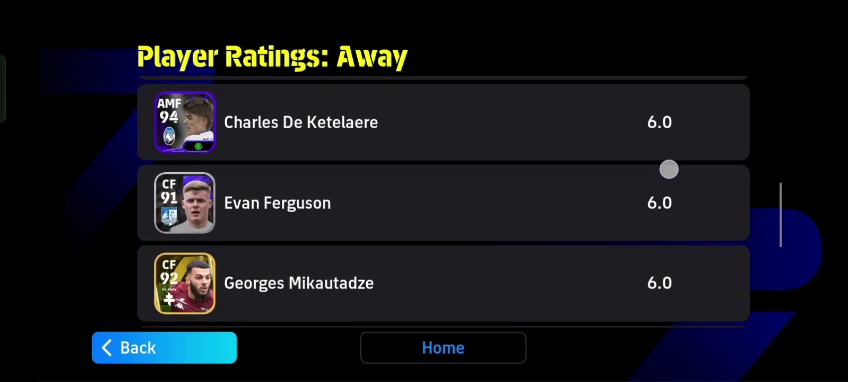 Player Ratings: Away
AMF
94
Charles De Ketelaere
6.0
CF
91
Evan Ferguson
6.0
CF
92
Georges Mikautadze
6.0
Back
Home